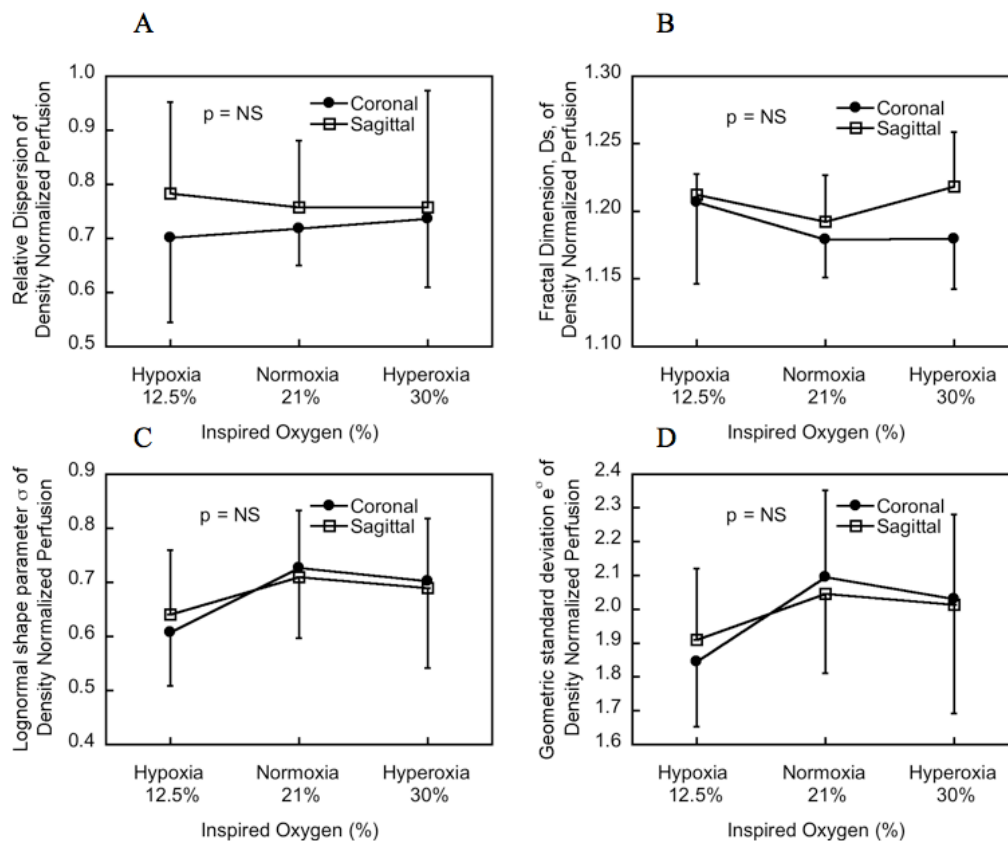 A
Relative Dispersion of
Density Normalized Perfusion
1.0
0.9
0.8
0.7
0.6
0.5
p = NS
Coronal
Sagittal
Hypoxia
12.5%
Normoxia
21%
Hyperoxia
30%
Inspired Oxygen (%)
B
Fractal Dimension, Ds, of
Density Normalized Perfusion
1.30
1.25
1.20
1.15
1.10
p = NS
Coronal
Sagittal
Hypoxia
12.5%
Normoxia
21%
Hyperoxia
30%
Inspired Oxygen (%)
C
Lognormal shape parameter σ of
Density Normalized Perfusion
0.9
0.8
0.7
0.6
0.5
0.4
p = NS
Coronal
Sagittal
Hypoxia
12.5%
Normoxia
21%
Hyperoxia
30%
Inspired Oxygen (%)
D
Geometric standard deviation e^σ of
Density Normalized Perfusion
2.4
2.3
2.2
2.1
2.0
1.9
1.8
1.7
1.6
p = NS
Coronal
Sagittal
Hypoxia
12.5%
Normoxia
21%
Hyperoxia
30%
Inspired Oxygen (%)